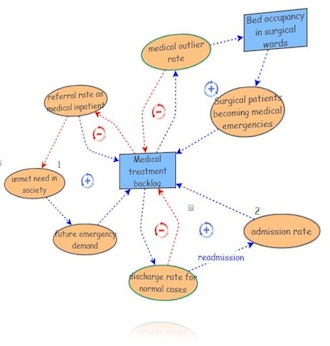 Bed occupancy
in surgical
wards
medical outlier
rate
referral rate as
medical inpatient
Surgical patients
becoming medical
emergencies
Medical
treatment
backlog
1
unmet need in
society
future emergency
demand
2
admission rate
readmission
discharge rate for
normal cases